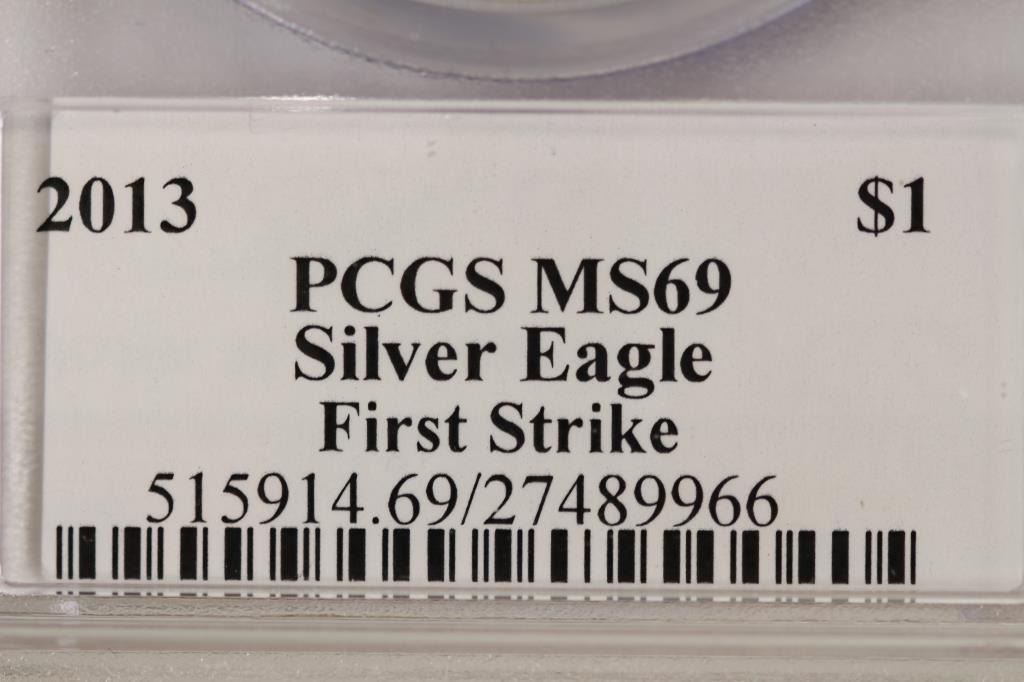 2013 $1
PCGS MS69
Silver Eagle
First Strike
515914.69/27489966